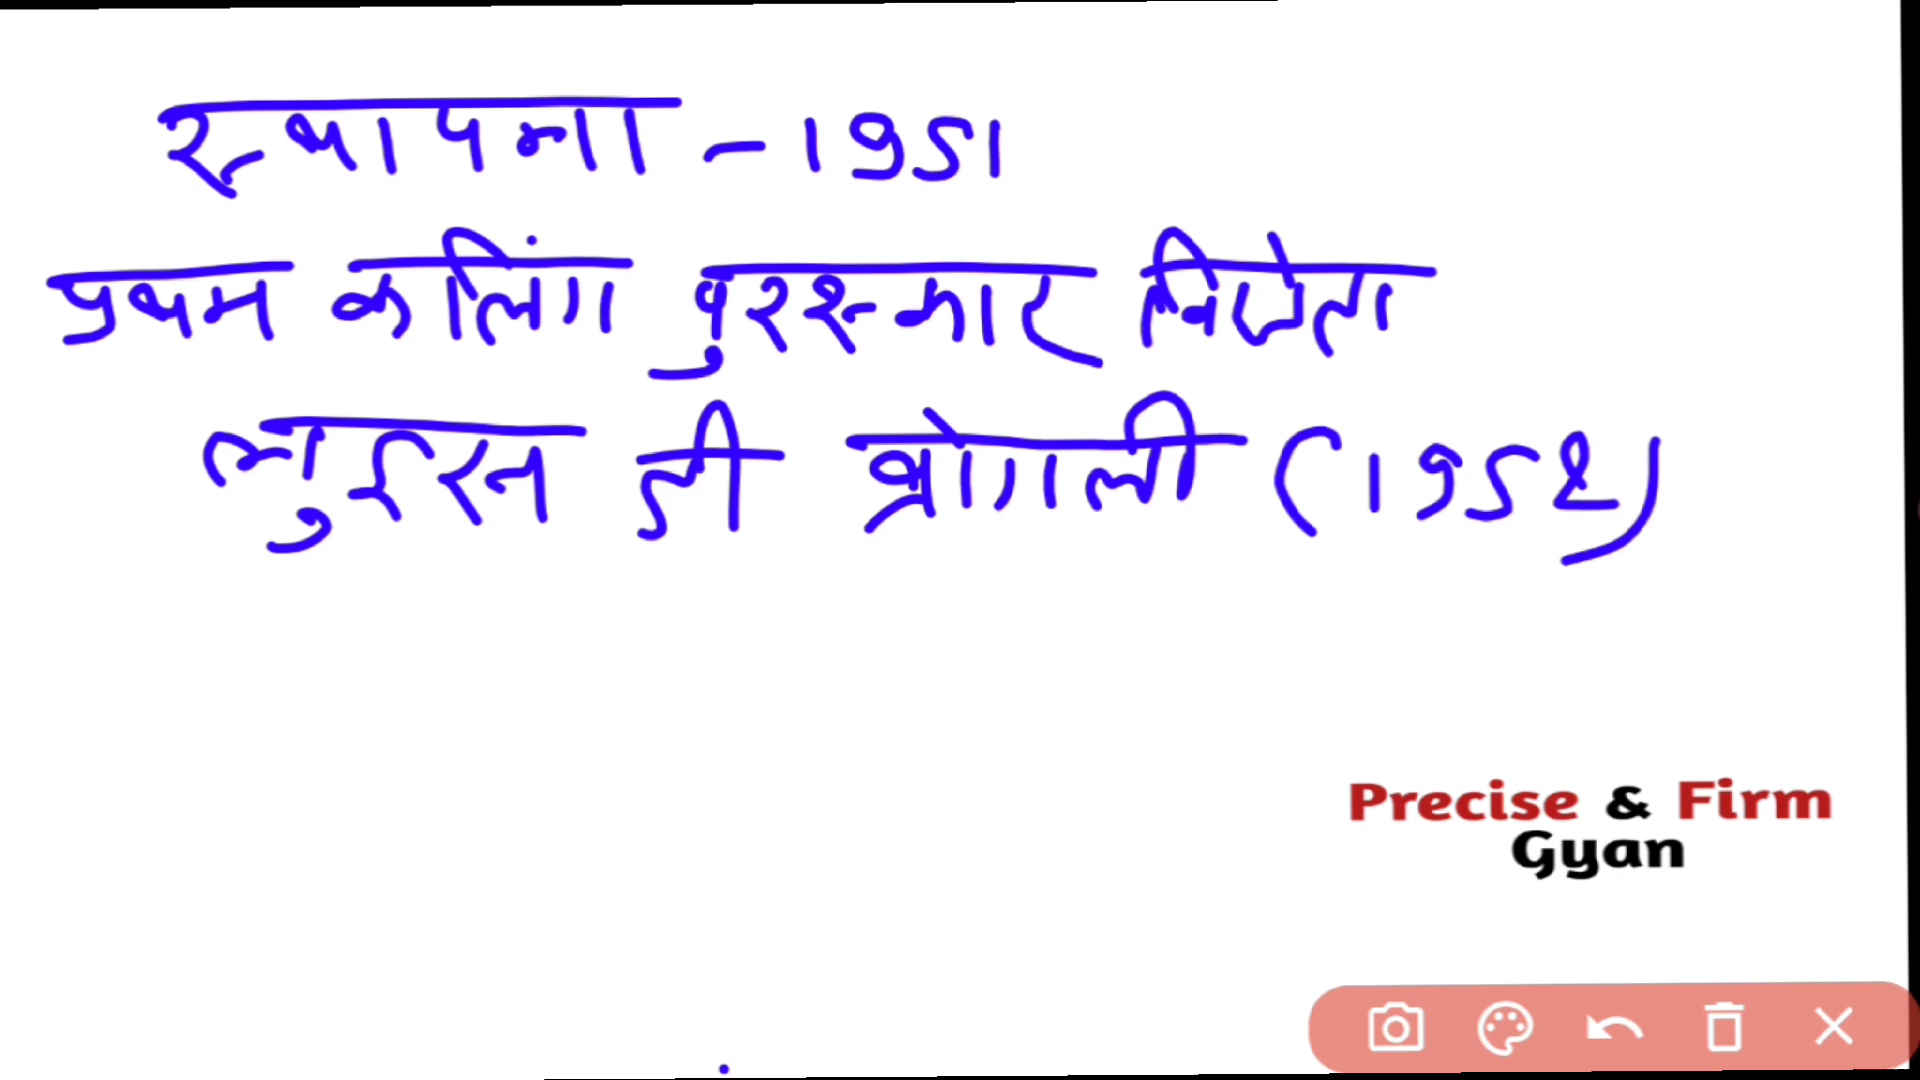 स्थापना - 1951
प्रथम कलिंग पुरस्कार विजेता
लुईस डी ब्रोगली (1952)
Precise & Firm
Gyan